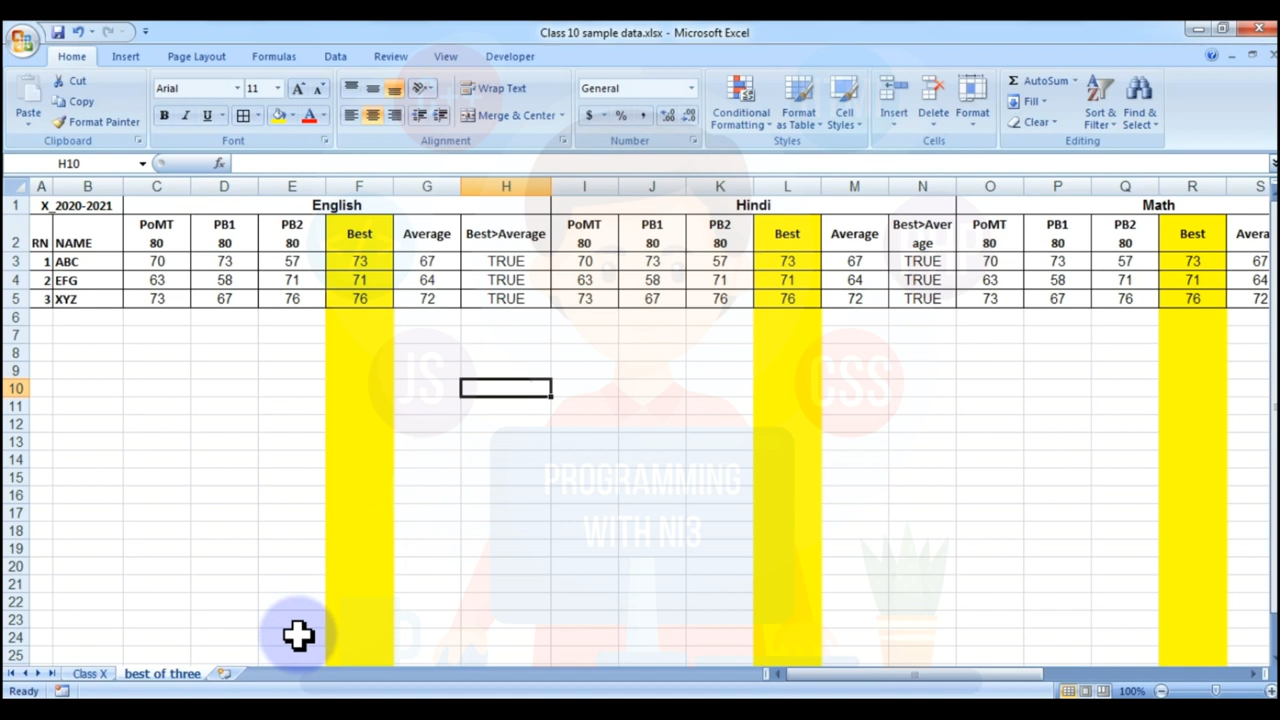 Class 10 sample data.xlsx - Microsoft Excel
Home Insert Page Layout Formulas Data Review View Developer
Paste Cut Copy Format Painter
Arial 11
B I U
Wrap Text
Merge & Center
General
$ % ,
Conditional Formatting Format as Table Cell Styles
Insert Delete Format
AutoSum Fill Clear
Sort & Filter Find & Select
Clipboard Font Alignment Number Styles Cells Editing
H10 fx
A B C D E F G H I J K L M N O P Q R S
1 X_2020-2021 English Hindi Math
2 RN NAME PoMT 80 PB1 80 PB2 80 Best Average Best>Average PoMT 80 PB1 80 PB2 80 Best Average Best>Average PoMT 80 PB1 80 PB2 80 Best Avera
3 1 ABC 70 73 57 73 67 TRUE 70 73 57 73 67 TRUE 70 73 57 73 67
4 2 EFG 63 58 71 71 64 TRUE 63 58 71 71 64 TRUE 63 58 71 71 64
5 3 XYZ 73 67 76 76 72 TRUE 73 67 76 76 72 TRUE 73 67 76 76 72
6
7
8
9
10
11
12
13
14
15
16
17
18
19
20
21
22
23
24
25
JS
CSS
PROGRAMMING
WITH NI3
Class X best of three
Ready 100%